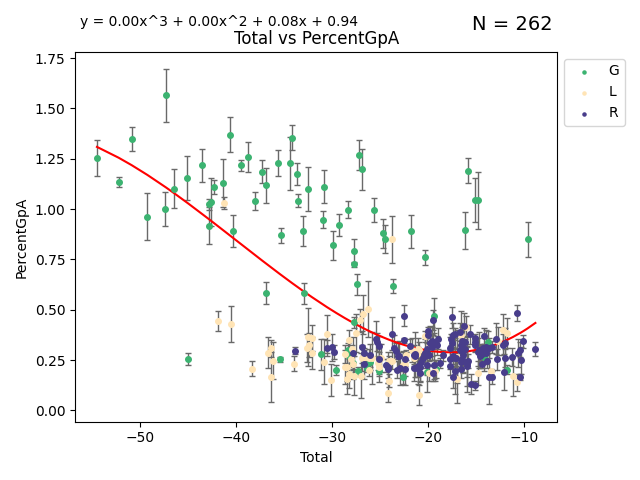 y = 0.00x^3 + 0.00x^2 + 0.08x + 0.94
N = 262
Total vs PercentGpA
1.75
1.50
1.25
1.00
0.75
0.50
0.25
0.00
PercentGpA
−50
−40
−30
−20
−10
Total
G
L
R